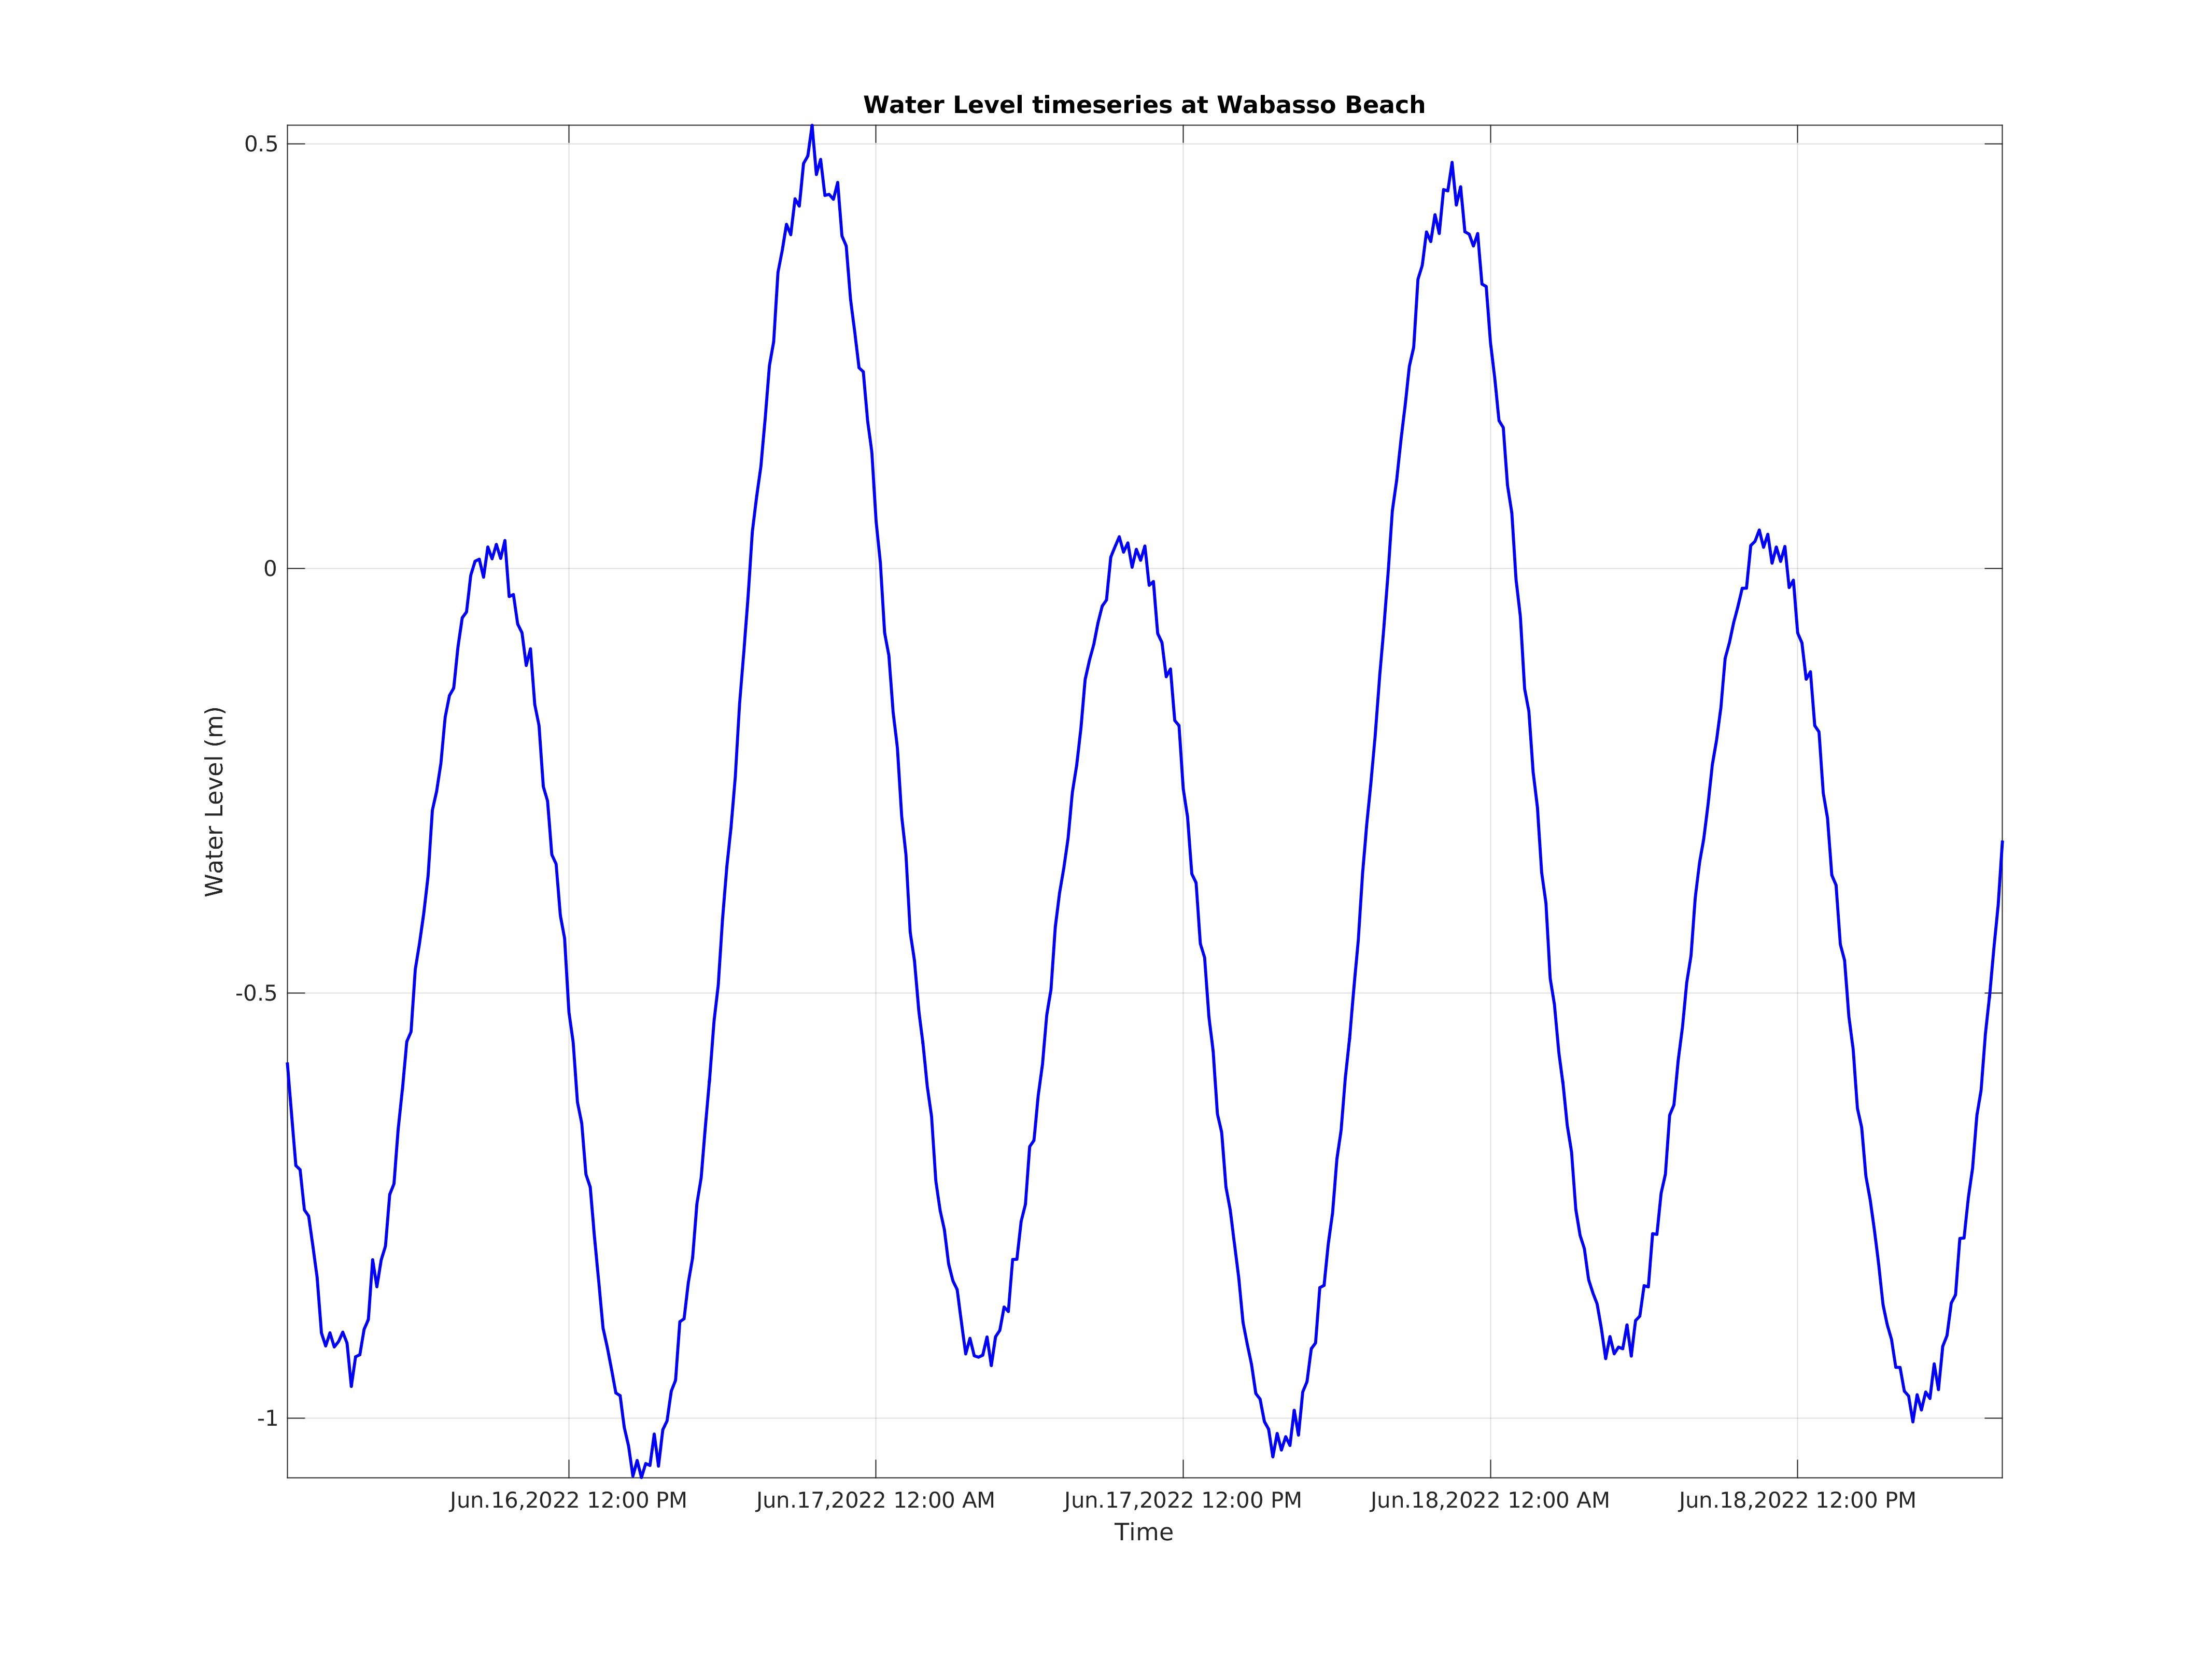 Water Level timeseries at Wabasso Beach
0.5
0
-0.5
-1
Water Level (m)
Jun.16,2022 12:00 PM
Jun.17,2022 12:00 AM
Jun.17,2022 12:00 PM
Jun.18,2022 12:00 AM
Jun.18,2022 12:00 PM
Time